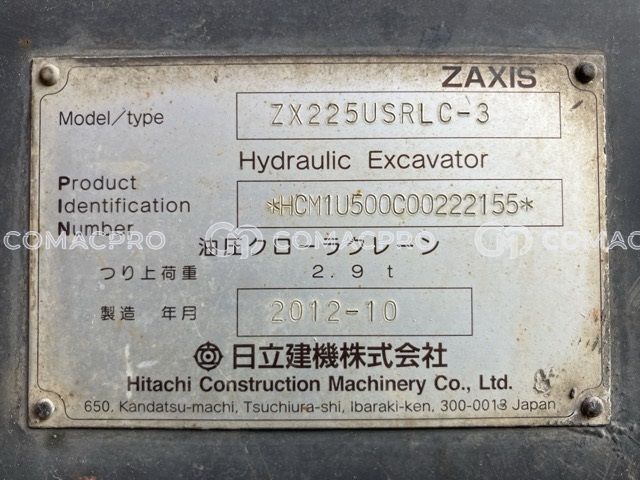 ZAXIS
Model/type ZX225USRLC-3
Hydraulic Excavator
Product
Identification *HCM1U500C00222155*
Number
COMACPRO COMACPRO COMACPRO
油圧クローラクレーン
つり上荷重 2.9 t
製造 年月 2012-10
日立建機株式会社
Hitachi Construction Machinery Co., Ltd.
650, Kandatsu-machi, Tsuchiura-shi, Ibaraki-ken, 300-0013 Japan